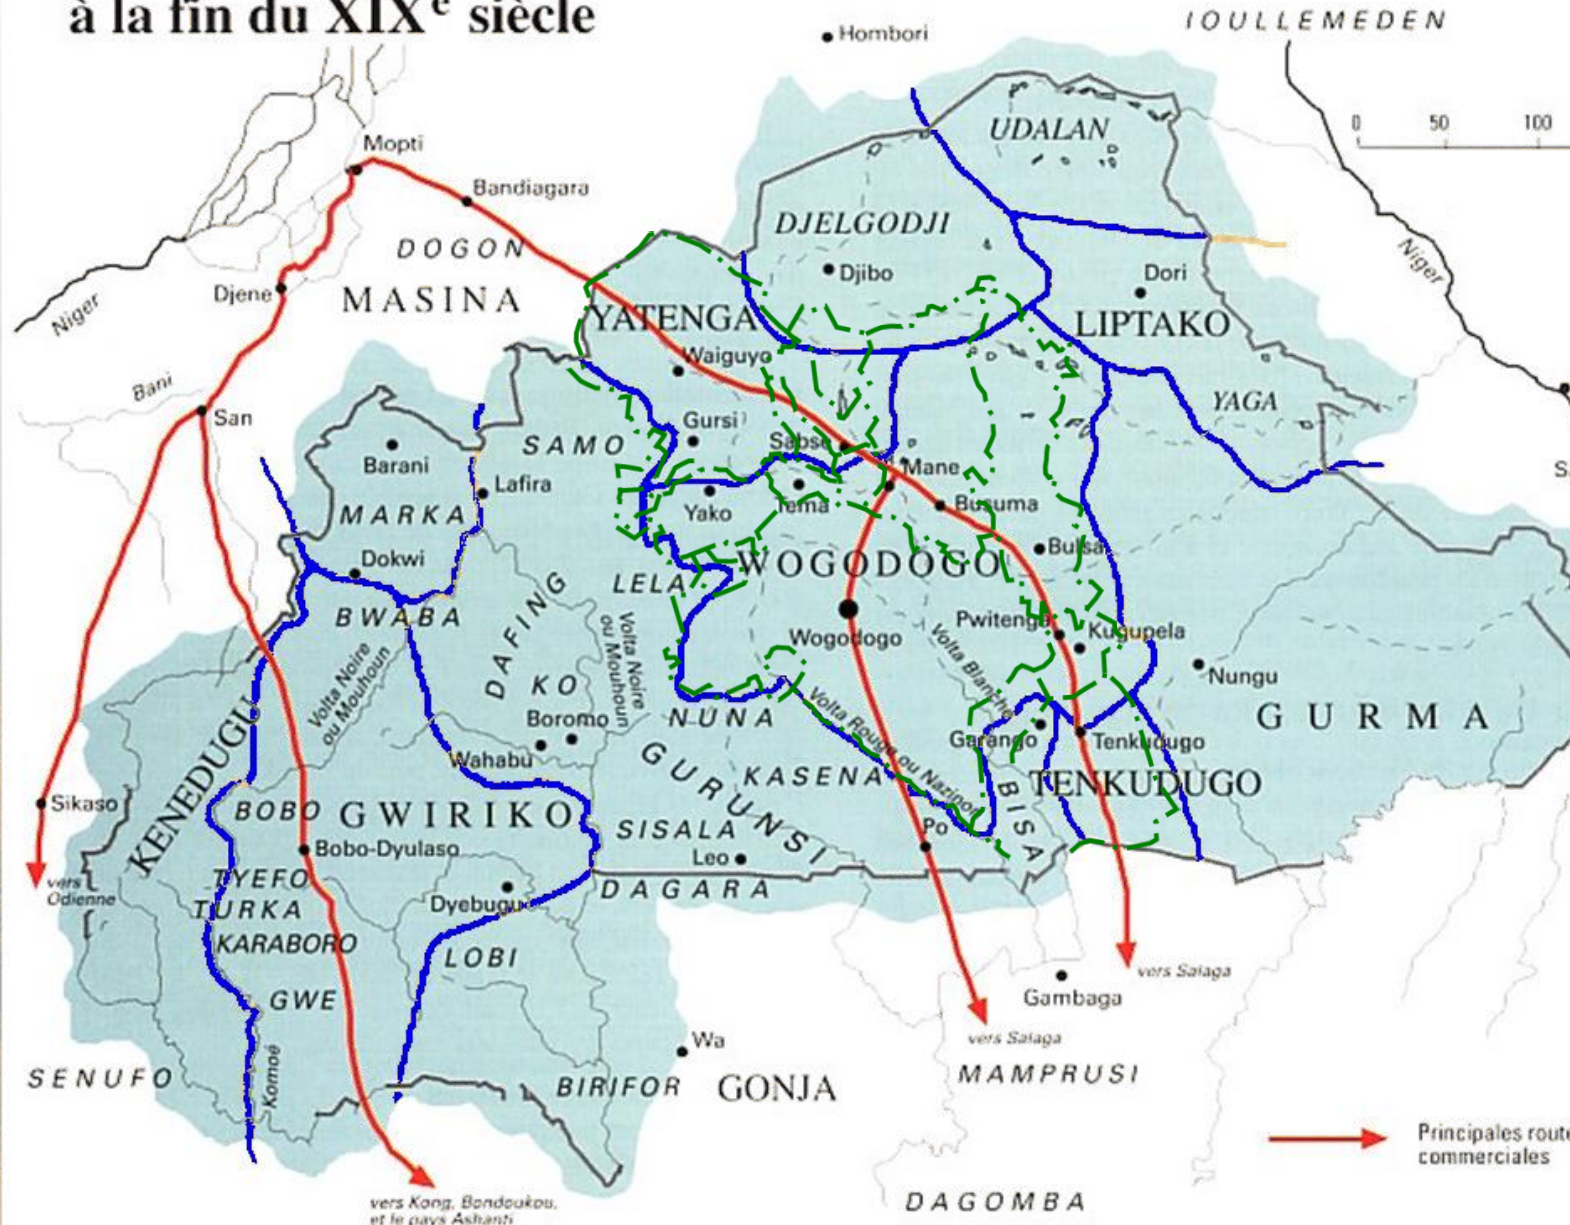 à la fin du XIXe siècle
IOULLEMEDEN
Hombori
0 50 100
UDALAN
Mopti
Bandiagara
DJELGODJI
DOGON
Niger
Djibo
Dori
Djene
MASINA
Niger
YATENGA
LIPTAKO
Waiguyo
Bani
YAGA
San
Gursi
SAMO
Sabse
Barani
Mane
Lafira
Tema
Yako
Busuma
MARKA
Bulsa
Dokwi
WOGODOGO
LELA
DAFING
BWABA
Pwitenga
Kugupela
Wogodogo
Volta Noire
ou Mouhoun
Volta Noire
ou Mouhoun
Volta Blanche
Nungu
KO
Boromo
NUNA
GURMA
Volta Rouge ou Nazinon
Garango
Tenkudugo
KENEDUGU
Wahabu
GURUNSI
KASENA
BISA
TENKUDUGO
Sikaso
BOBO
GWIRIKO
SISALA
Po
Bobo-Dyulaso
Leo
vers
Odienne
TYEFO
DAGARA
Dyebugu
TURKA
KARABORO
LOBI
vers Salaga
GWE
Gambaga
vers Salaga
Wa
SENUFO
Komoé
BIRIFOR
GONJA
MAMPRUSI
Principales route
commerciales
vers Kong, Bondoukou,
et le pays Ashanti
DAGOMBA